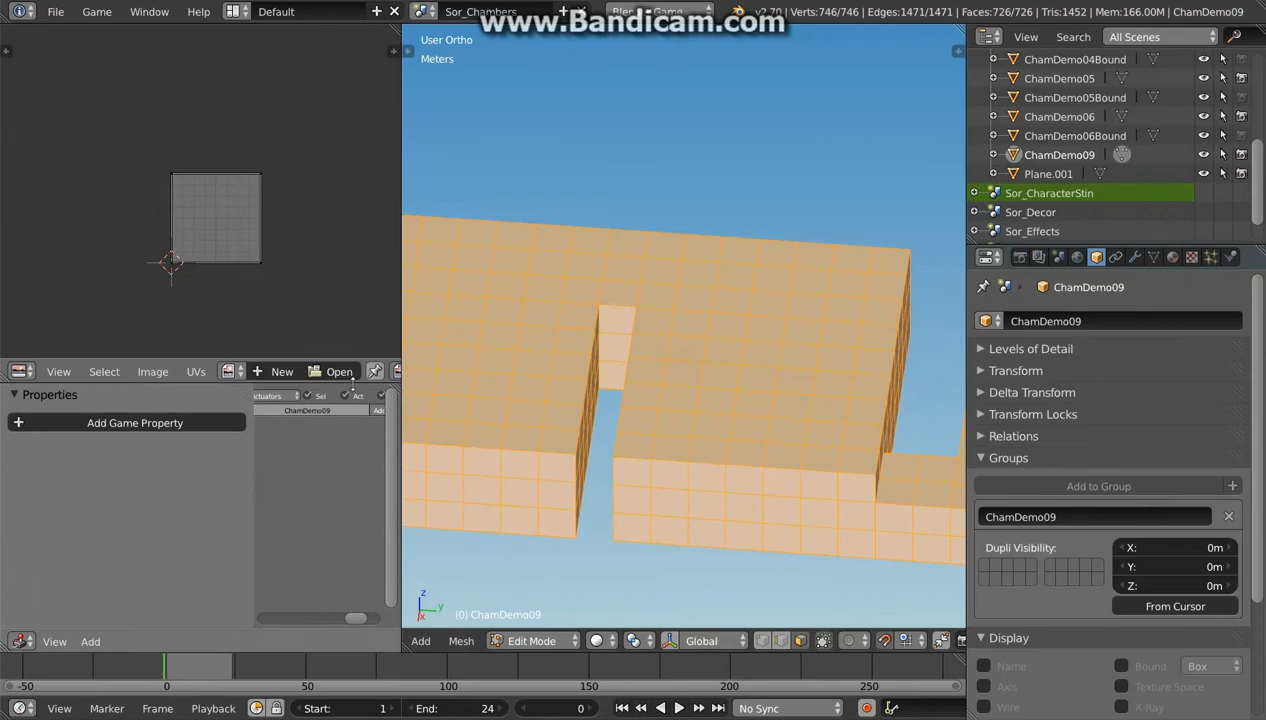 File Game Window Help Default Sor_Chambers Blender Game v2.70 Verts:746/746 | Edges:1471/1471 | Faces:726/726 | Tris:1452 | Mem:166.00M | ChamDemo09
www.Bandicam.com
User Ortho
Meters
View Search All Scenes
ChamDemo04Bound
ChamDemo05
ChamDemo05Bound
ChamDemo06
ChamDemo06Bound
ChamDemo09
Plane.001
Sor_CharacterStin
Sor_Decor
Sor_Effects
ChamDemo09
ChamDemo09
Levels of Detail
Transform
Delta Transform
Transform Locks
Relations
Groups
Add to Group
ChamDemo09
Dupli Visibility:
X: 0m
Y: 0m
Z: 0m
From Cursor
Display
Name Bound Box
Axis Texture Space
Wire X-Ray
View Select Image UVs New Open
Properties
Add Game Property
Sel Act
ChamDemo09
View Add
z
y
x
(0) ChamDemo09
Add Mesh Edit Mode Global
-50 0 50 100 150 200 250
View Marker Frame Playback Start: 1 End: 24 0 No Sync